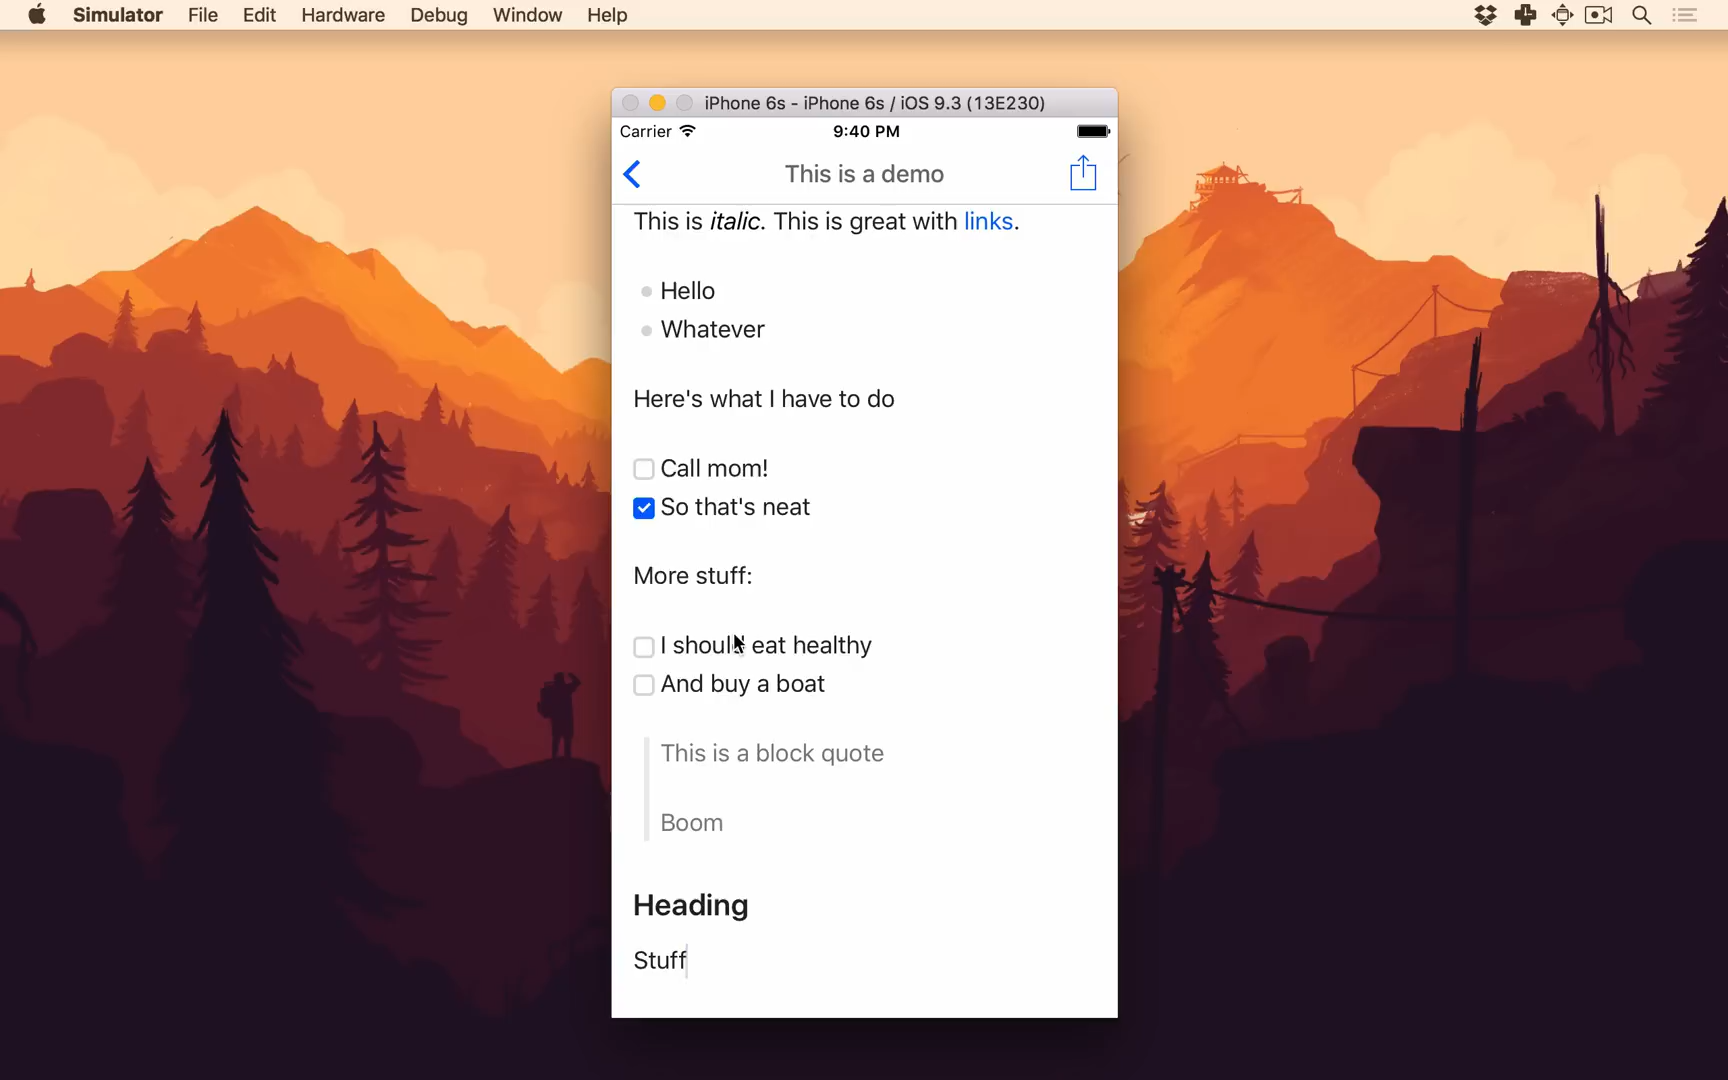 Simulator File Edit Hardware Debug Window Help
iPhone 6s - iPhone 6s / iOS 9.3 (13E230)
Carrier 9:40 PM
This is a demo
This is italic. This is great with links.
Hello
Whatever
Here's what I have to do
Call mom!
So that's neat
More stuff:
I should eat healthy
And buy a boat
This is a block quote
Boom
Heading
Stuff